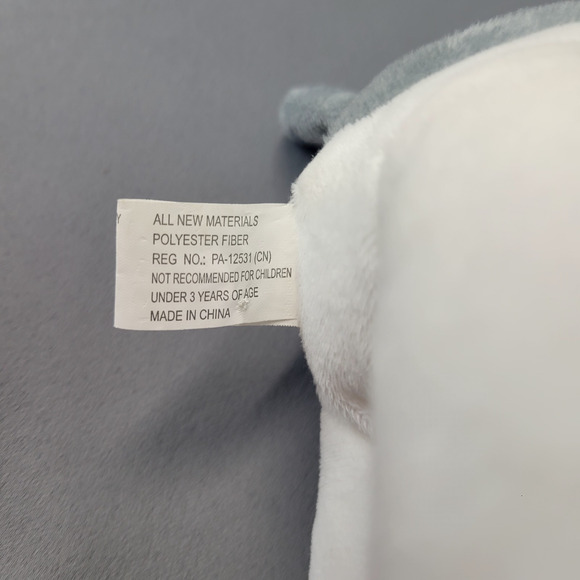 Y
ALL NEW MATERIALS
POLYESTER FIBER
REG NO.: PA-12531 (CN)
NOT RECOMMENDED FOR CHILDREN
UNDER 3 YEARS OF AGE
MADE IN CHINA